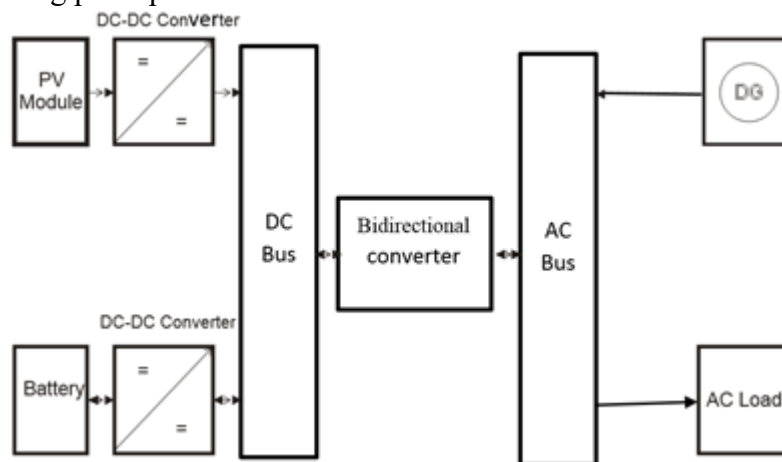 DC-DC Converter
PV
Module
=
=
DC
Bus
Bidirectional
converter
AC
Bus
DG
DC-DC Converter
Battery
=
=
AC Load